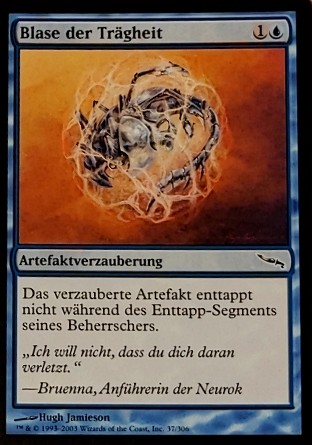 Blase der Trägheit 1
Artefaktverzauberung
Das verzauberte Artefakt enttappt
nicht während des Enttapp-Segments
seines Beherrschers.
„Ich will nicht, dass du dich daran
verletzt.“
—Bruenna, Anführerin der Neurok
Hugh Jamieson
™ & © 1993-2003 Wizards of the Coast, Inc. 37/306